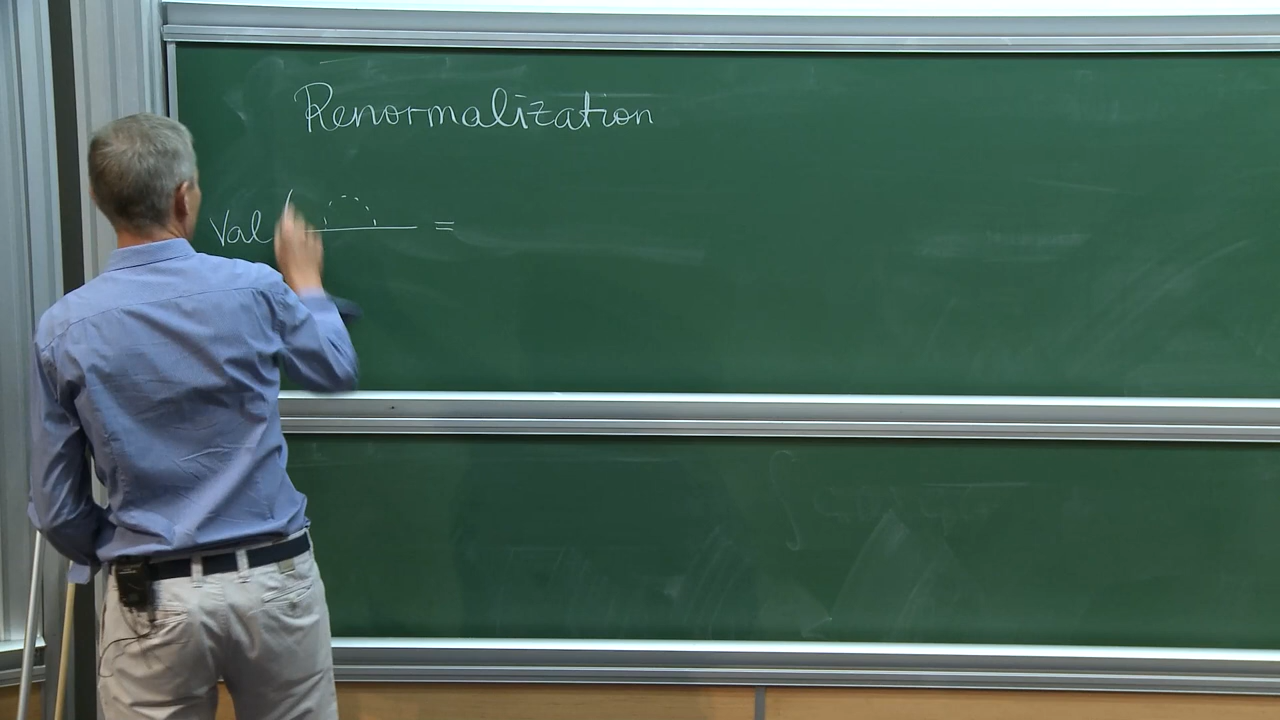 Renormalization
Val ( =